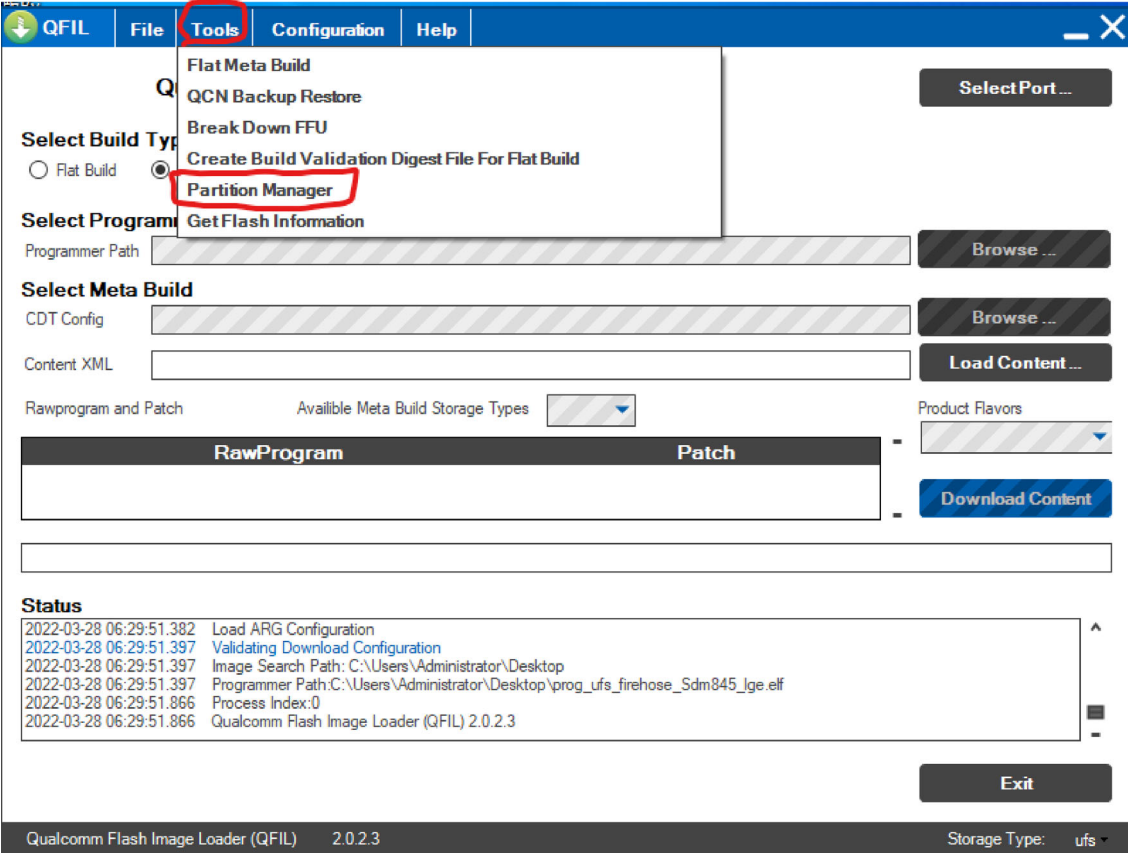 QFIL File Tools Configuration Help
Flat Meta Build
QCN Backup Restore
Break Down FFU
Create Build Validation Digest File For Flat Build
Partition Manager
Get Flash Information
Select Port ...
Select Build Typ
Flat Build
Select Programm
Programmer Path Browse ...
Select Meta Build
CDT Config Browse ...
Content XML Load Content ...
Rawprogram and Patch Availible Meta Build Storage Types Product Flavors
RawProgram Patch
Download Content
Status
2022-03-28 06:29:51.382 Load ARG Configuration
2022-03-28 06:29:51.397 Validating Download Configuration
2022-03-28 06:29:51.397 Image Search Path: C:\Users\Administrator\Desktop
2022-03-28 06:29:51.397 Programmer Path:C:\Users\Administrator\Desktop\prog_ufs_firehose_Sdm845_lge.elf
2022-03-28 06:29:51.866 Process Index:0
2022-03-28 06:29:51.866 Qualcomm Flash Image Loader (QFIL) 2.0.2.3
Exit
Qualcomm Flash Image Loader (QFIL) 2.0.2.3 Storage Type: ufs